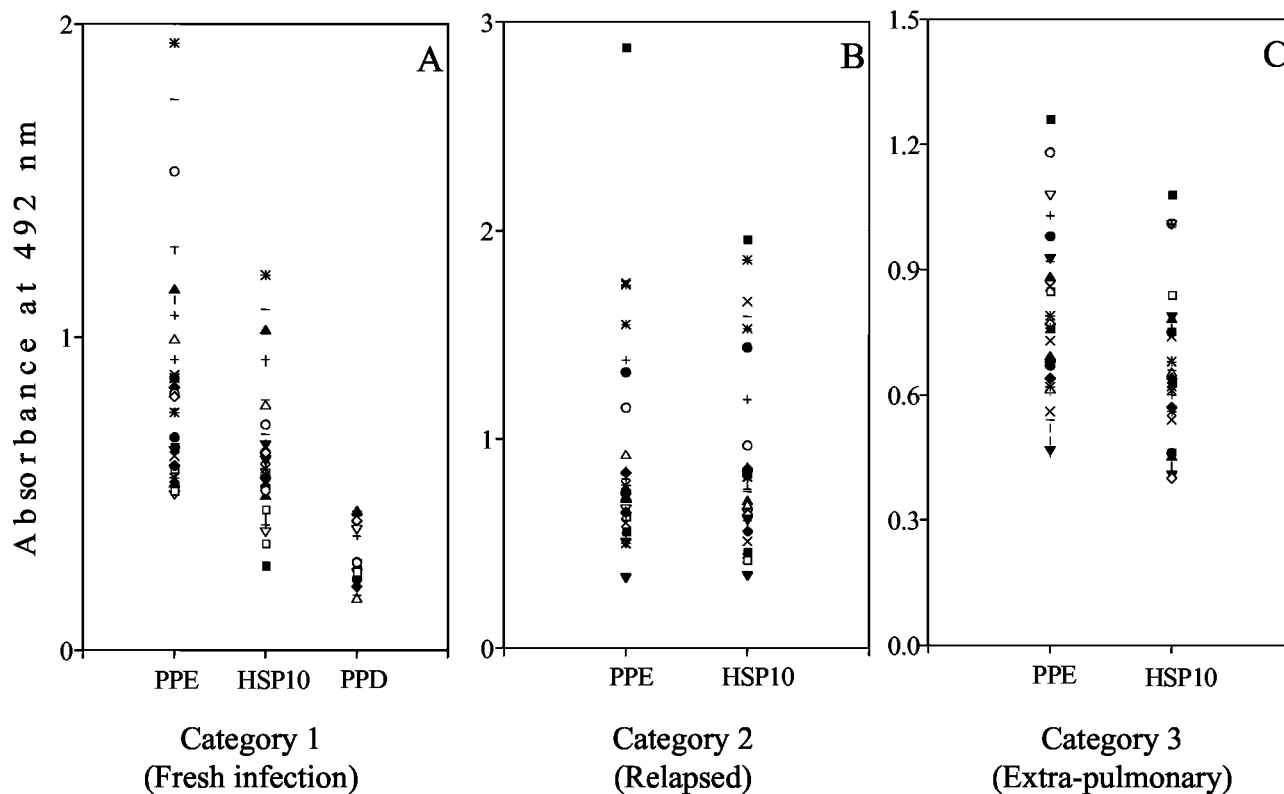 Absorbance at 492 nm
2
1
0
A
PPE HSP10 PPD
Category 1
(Fresh infection)
3
2
1
0
B
PPE HSP10
Category 2
(Relapsed)
1.5
1.2
0.9
0.6
0.3
0.0
C
PPE HSP10
Category 3
(Extra-pulmonary)